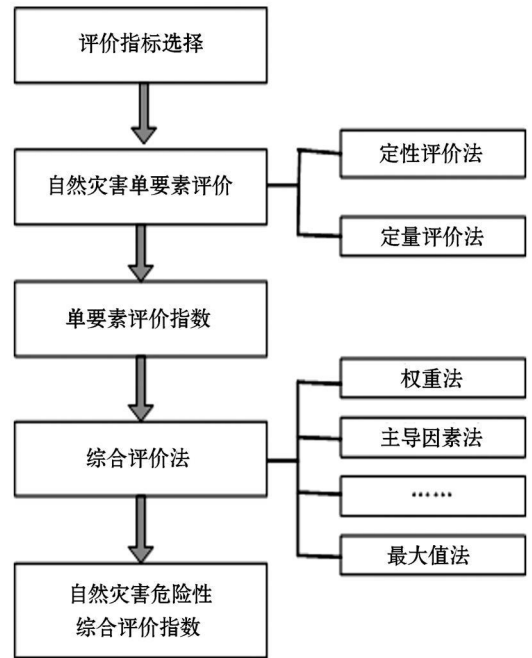 评价指标选择
自然灾害单要素评价
定性评价法
定量评价法
单要素评价指数
综合评价法
权重法
主导因素法
……
最大值法
自然灾害危险性
综合评价指数